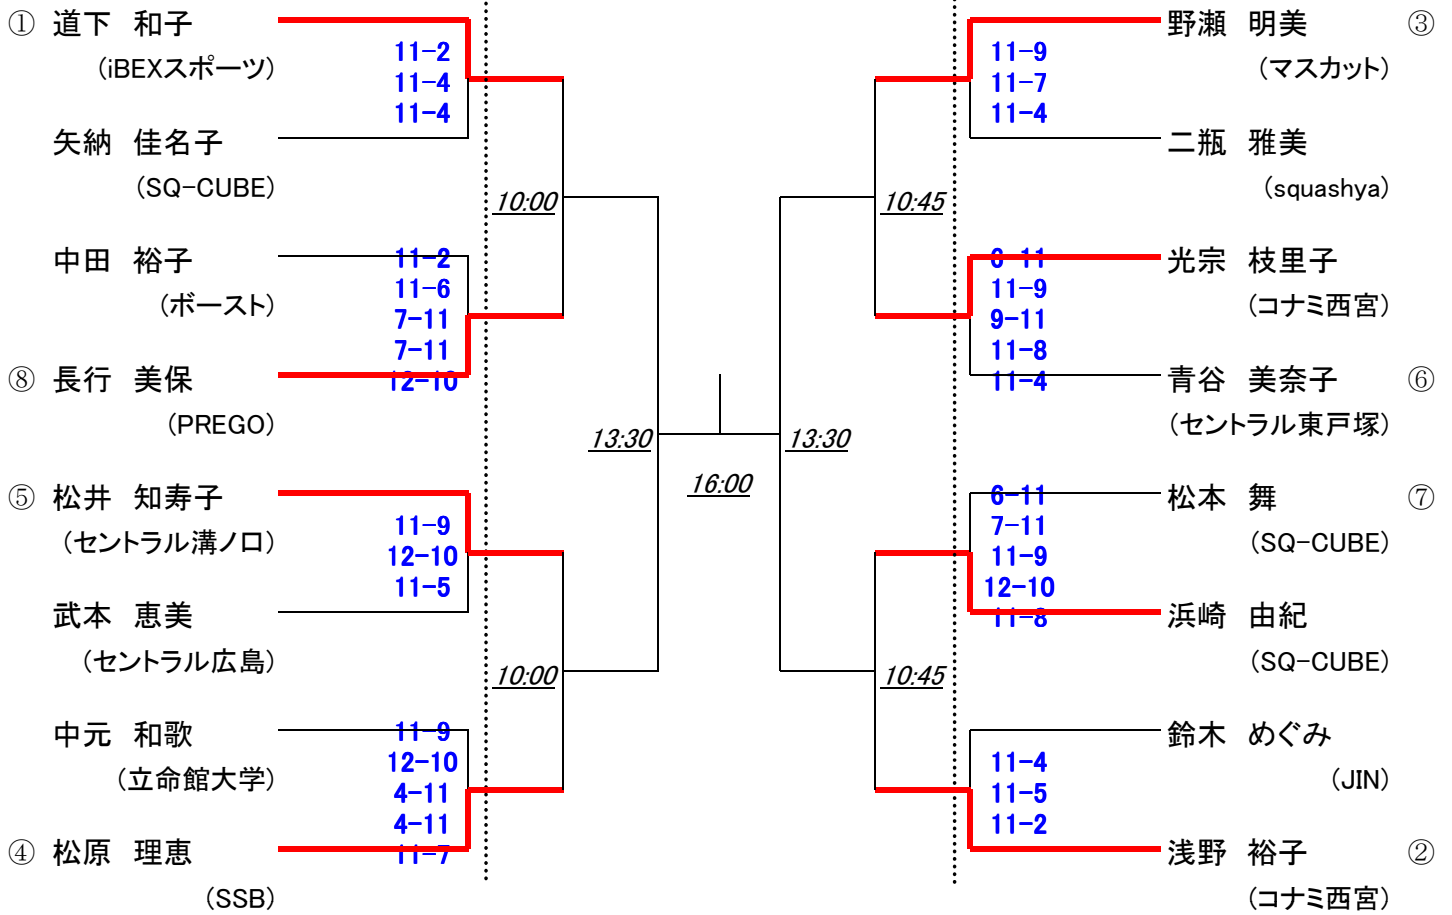 ① 道下 和子
(iBEXスポーツ)
11-2
11-4
11-4
矢納 佳名子
(SQ-CUBE)
10:00
中田 裕子
(ボースト)
11-2
11-6
7-11
7-11
12-10
⑧ 長行 美保
(PREGO)
13:30
⑤ 松井 知寿子
(セントラル溝ノ口)
11-9
12-10
11-5
武本 恵美
(セントラル広島)
10:00
中元 和歌
(立命館大学)
11-9
12-10
4-11
4-11
11-7
④ 松原 理恵
(SSB)
16:00
野瀬 明美 ③
(マスカット)
11-9
11-7
11-4
二瓶 雅美
(squashya)
10:45
光宗 枝里子
(コナミ西宮)
11-9
9-11
11-8
11-4
青谷 美奈子 ⑥
(セントラル東戸塚)
13:30
松本 舞 ⑦
(SQ-CUBE)
6-11
7-11
11-9
12-10
11-8
浜崎 由紀
(SQ-CUBE)
10:45
鈴木 めぐみ
(JIN)
11-4
11-5
11-2
浅野 裕子 ②
(コナミ西宮)